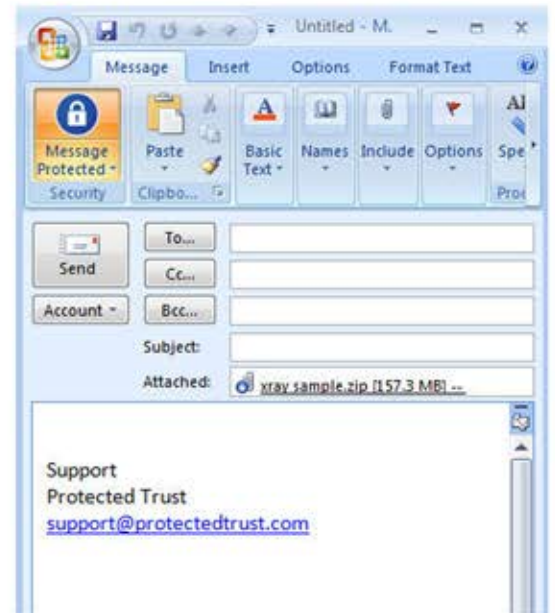 Untitled - M.
Message Insert Options Format Text
Message Protected Paste Basic Text Names Include Options Spe
Security Clipbo...
To...
Send
Cc...
Account Bcc...
Subject:
Attached: xray sample.zip [157.3 MB] --
Support
Protected Trust
support@protectedtrust.com